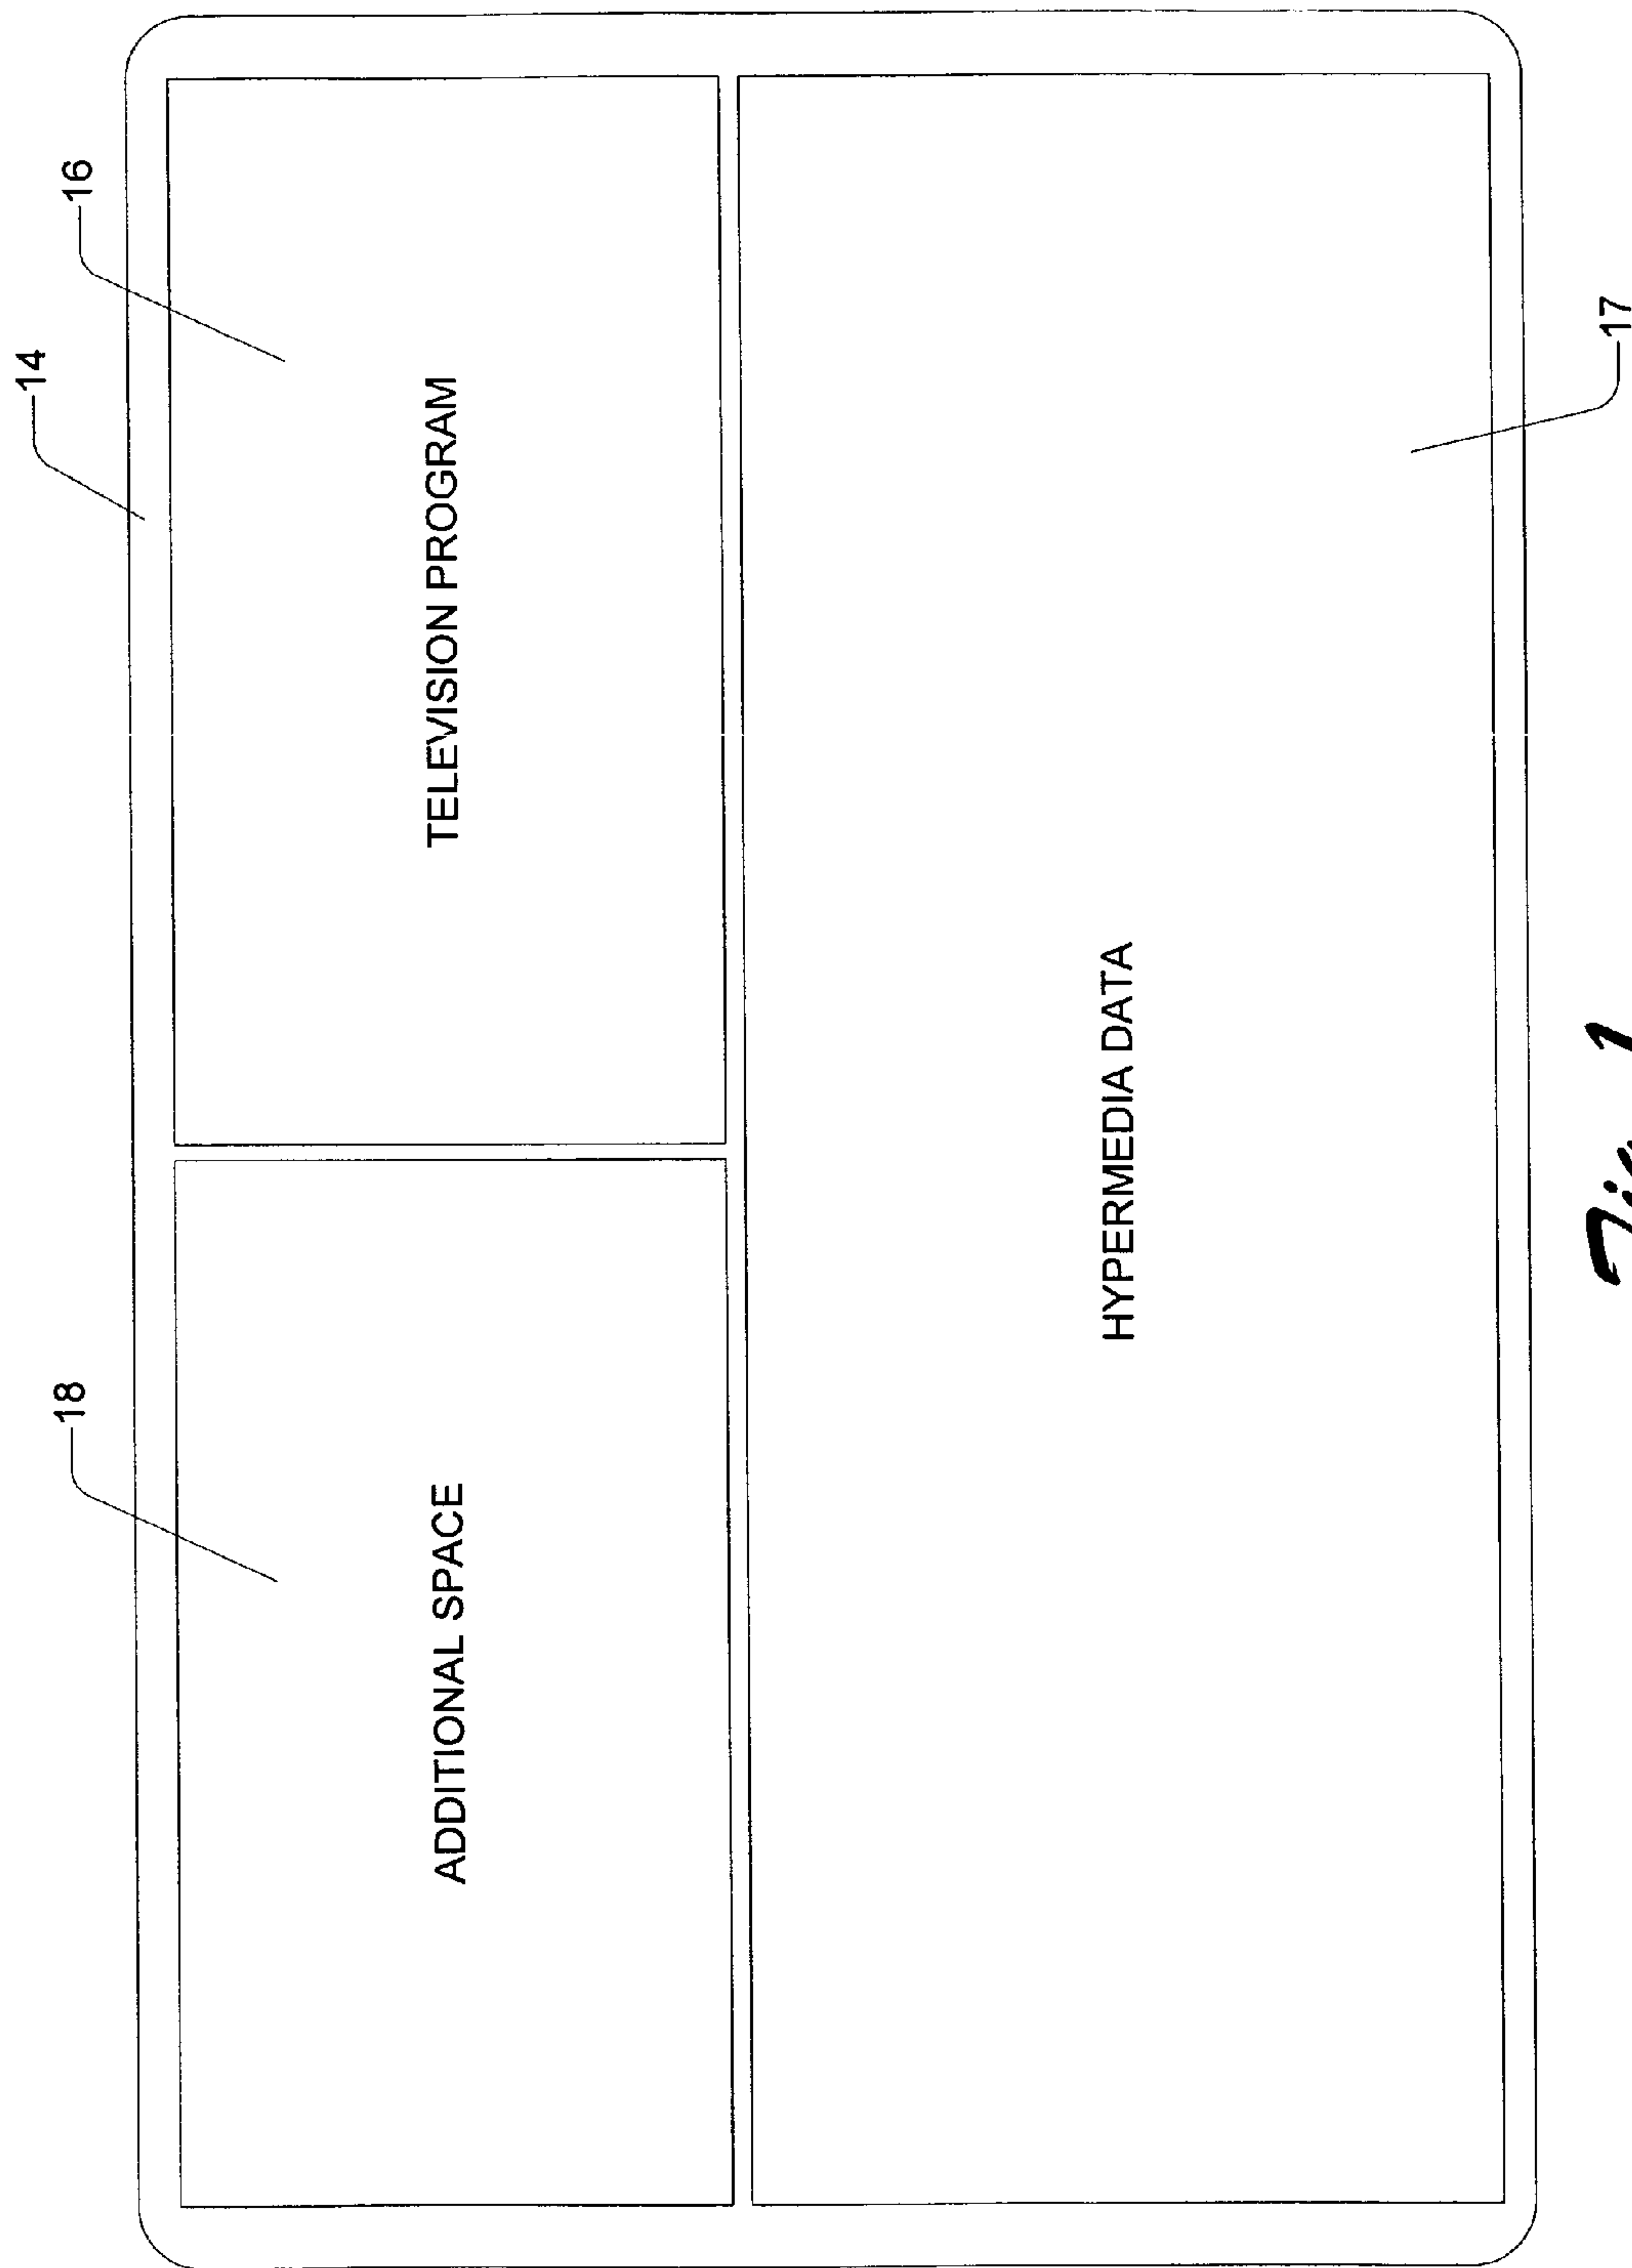 14
18
16
ADDITIONAL SPACE
TELEVISION PROGRAM
HYPERMEDIA DATA
17
Fig. 1